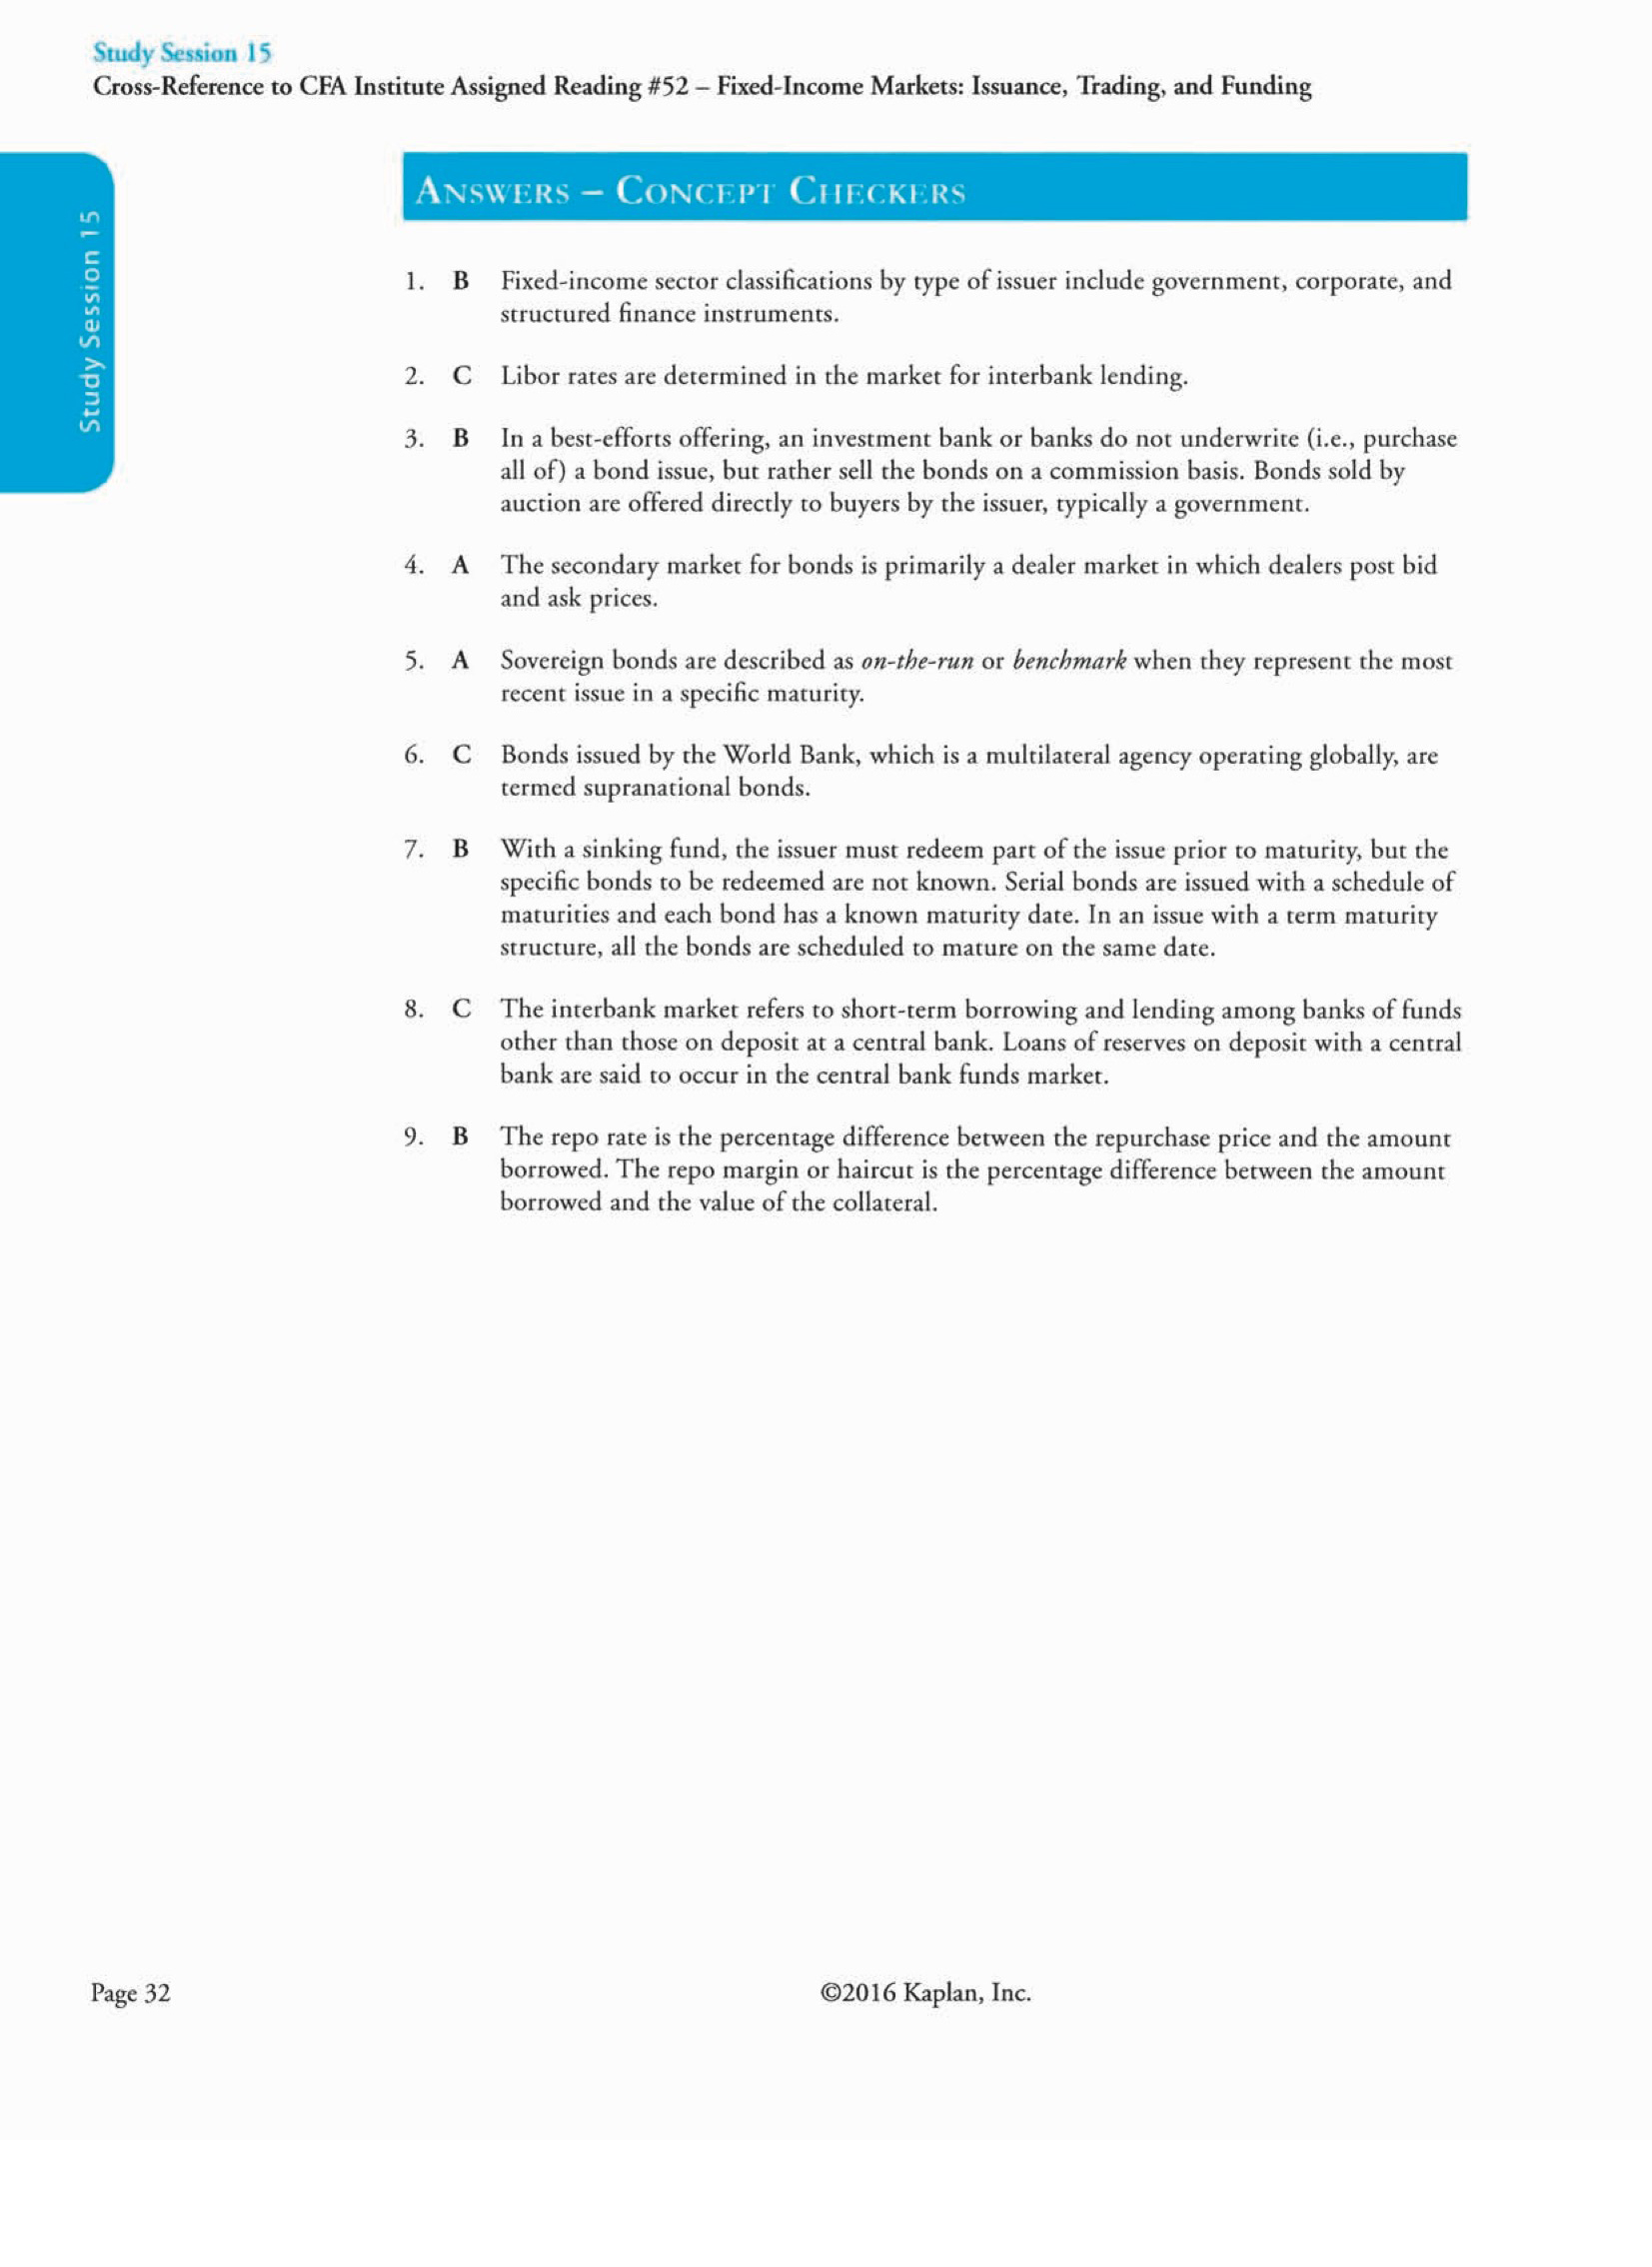 Study Session 15
Cross-Reference to CFA Institute Assigned Reading #52 – Fixed-Income Markets: Issuance, Trading, and Funding
Study Session 15
ANSWERS – CONCEPT CHECKERS
1. B Fixed-income sector classifications by type of issuer include government, corporate, and
structured finance instruments.
2. C Libor rates are determined in the market for interbank lending.
3. B In a best-efforts offering, an investment bank or banks do not underwrite (i.e., purchase
all of) a bond issue, but rather sell the bonds on a commission basis. Bonds sold by
auction are offered directly to buyers by the issuer, typically a government.
4. A The secondary market for bonds is primarily a dealer market in which dealers post bid
and ask prices.
5. A Sovereign bonds are described as on-the-run or benchmark when they represent the most
recent issue in a specific maturity.
6. C Bonds issued by the World Bank, which is a multilateral agency operating globally, are
termed supranational bonds.
7. B With a sinking fund, the issuer must redeem part of the issue prior to maturity, but the
specific bonds to be redeemed are not known. Serial bonds are issued with a schedule of
maturities and each bond has a known maturity date. In an issue with a term maturity
structure, all the bonds are scheduled to mature on the same date.
8. C The interbank market refers to short-term borrowing and lending among banks of funds
other than those on deposit at a central bank. Loans of reserves on deposit with a central
bank are said to occur in the central bank funds market.
9. B The repo rate is the percentage difference between the repurchase price and the amount
borrowed. The repo margin or haircut is the percentage difference between the amount
borrowed and the value of the collateral.
Page 32
©2016 Kaplan, Inc.